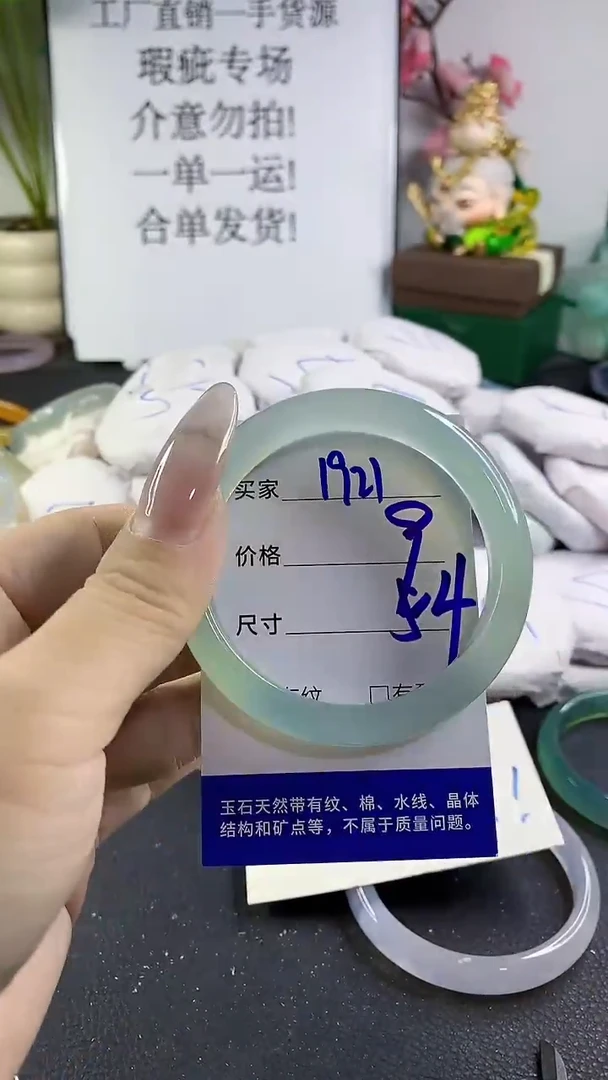 工厂直销一手货源
瑕疵专场
介意勿拍!
一单一运!
合单发货!
买家 1921
价格 9
尺寸 54
纹 口有
玉石天然带有纹、棉、水线、晶体
结构和矿点等，不属于质量问题。